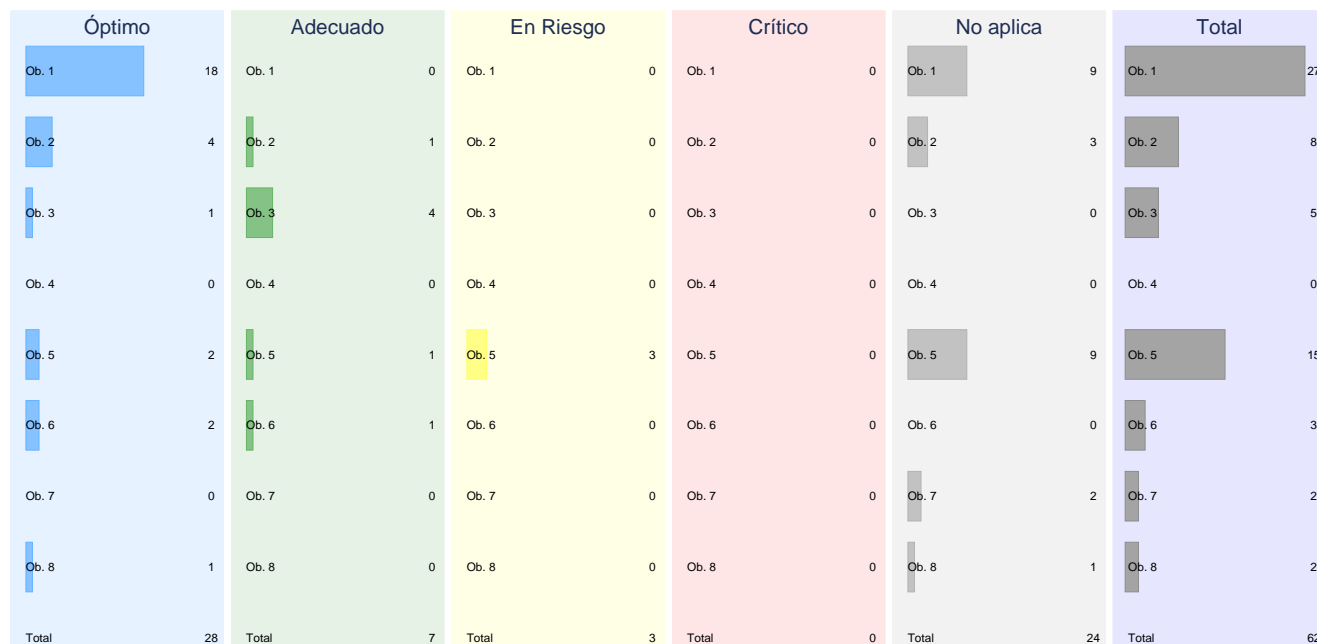 Óptimo Adecuado En Riesgo Crítico No aplica Total
Ob. 1 18 Ob. 1 0 Ob. 1 0 Ob. 1 0 Ob. 1 9 Ob. 1 27
Ob. 2 4 Ob. 2 1 Ob. 2 0 Ob. 2 0 Ob. 2 3 Ob. 2 8
Ob. 3 1 Ob. 3 4 Ob. 3 0 Ob. 3 0 Ob. 3 0 Ob. 3 5
Ob. 4 0 Ob. 4 0 Ob. 4 0 Ob. 4 0 Ob. 4 0 Ob. 4 0
Ob. 5 2 Ob. 5 1 Ob. 5 3 Ob. 5 0 Ob. 5 9 Ob. 5 15
Ob. 6 2 Ob. 6 1 Ob. 6 0 Ob. 6 0 Ob. 6 0 Ob. 6 3
Ob. 7 0 Ob. 7 0 Ob. 7 0 Ob. 7 0 Ob. 7 2 Ob. 7 2
Ob. 8 1 Ob. 8 0 Ob. 8 0 Ob. 8 0 Ob. 8 1 Ob. 8 2
Total 28 Total 7 Total 3 Total 0 Total 24 Total 62